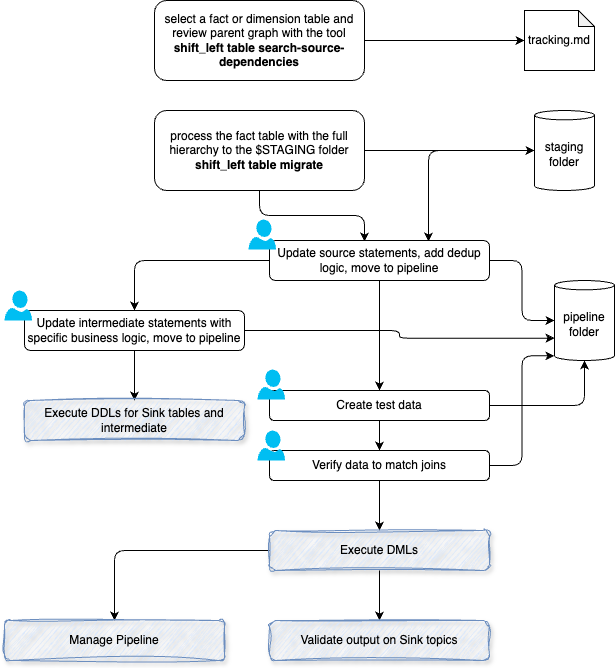 select a fact or dimension table and
review parent graph with the tool
shift_left table search-source-
dependencies
tracking.md
process the fact table with the full
hierarchy to the $STAGING folder
shift_left table migrate
staging
folder
Update source statements, add dedup
logic, move to pipeline
Update intermediate statements with
specific business logic, move to pipeline
pipeline
folder
Execute DDLs for Sink tables and
intermediate
Create test data
Verify data to match joins
Execute DMLs
Manage Pipeline
Validate output on Sink topics